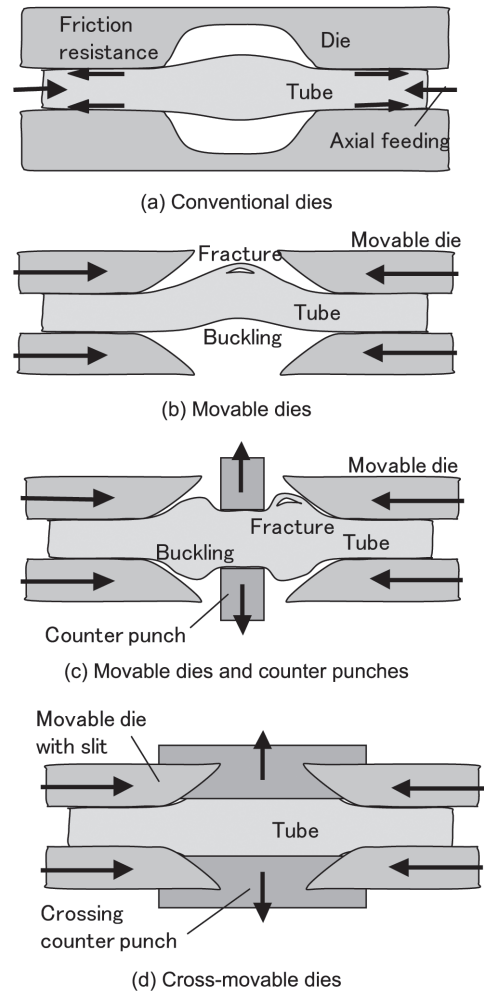 Friction
resistance
Die
Tube
Axial feeding
(a) Conventional dies
Fracture
Movable die
Tube
Buckling
(b) Movable dies
Movable die
Fracture
Buckling
Tube
Counter punch
(c) Movable dies and counter punches
Movable die
with slit
Tube
Crossing
counter punch
(d) Cross-movable dies